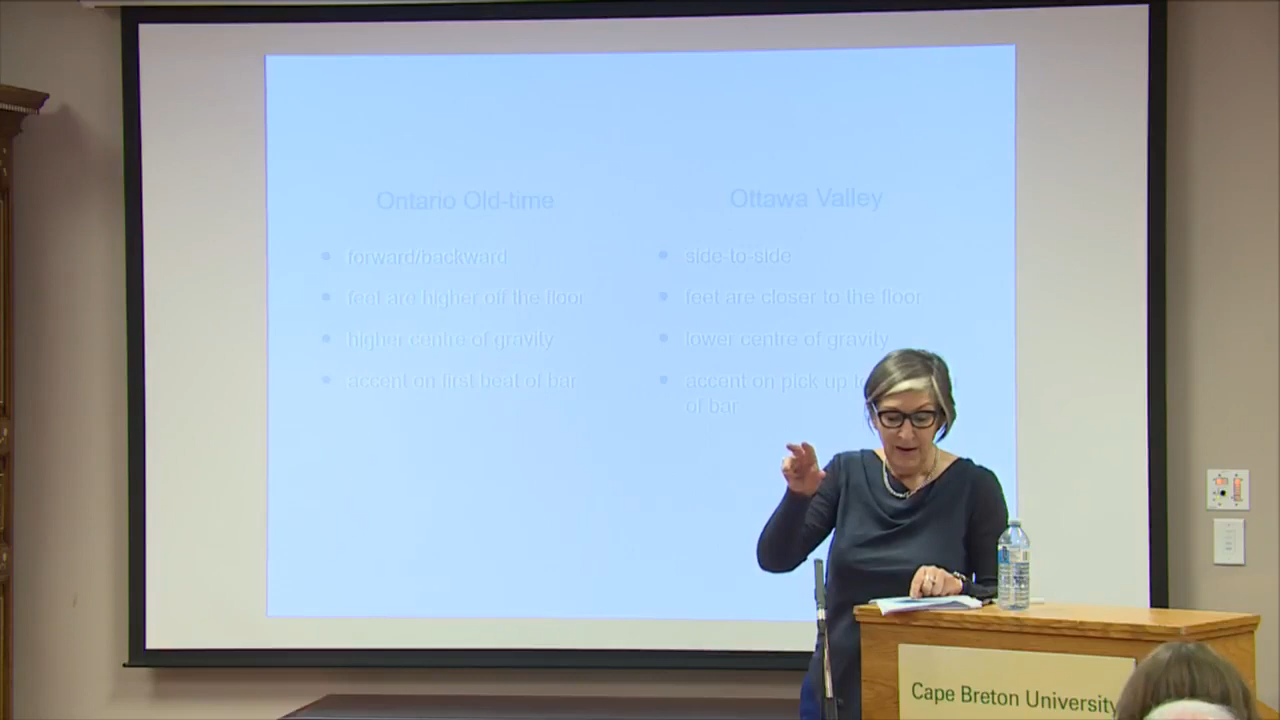 Ontario Old-time
• forward/backward
• feet are higher off the floor
• higher centre of gravity
• accent on first beat of bar
Ottawa Valley
• side-to-side
• feet are closer to the floor
• lower centre of gravity
• accent on pick up
of bar
Cape Breton University